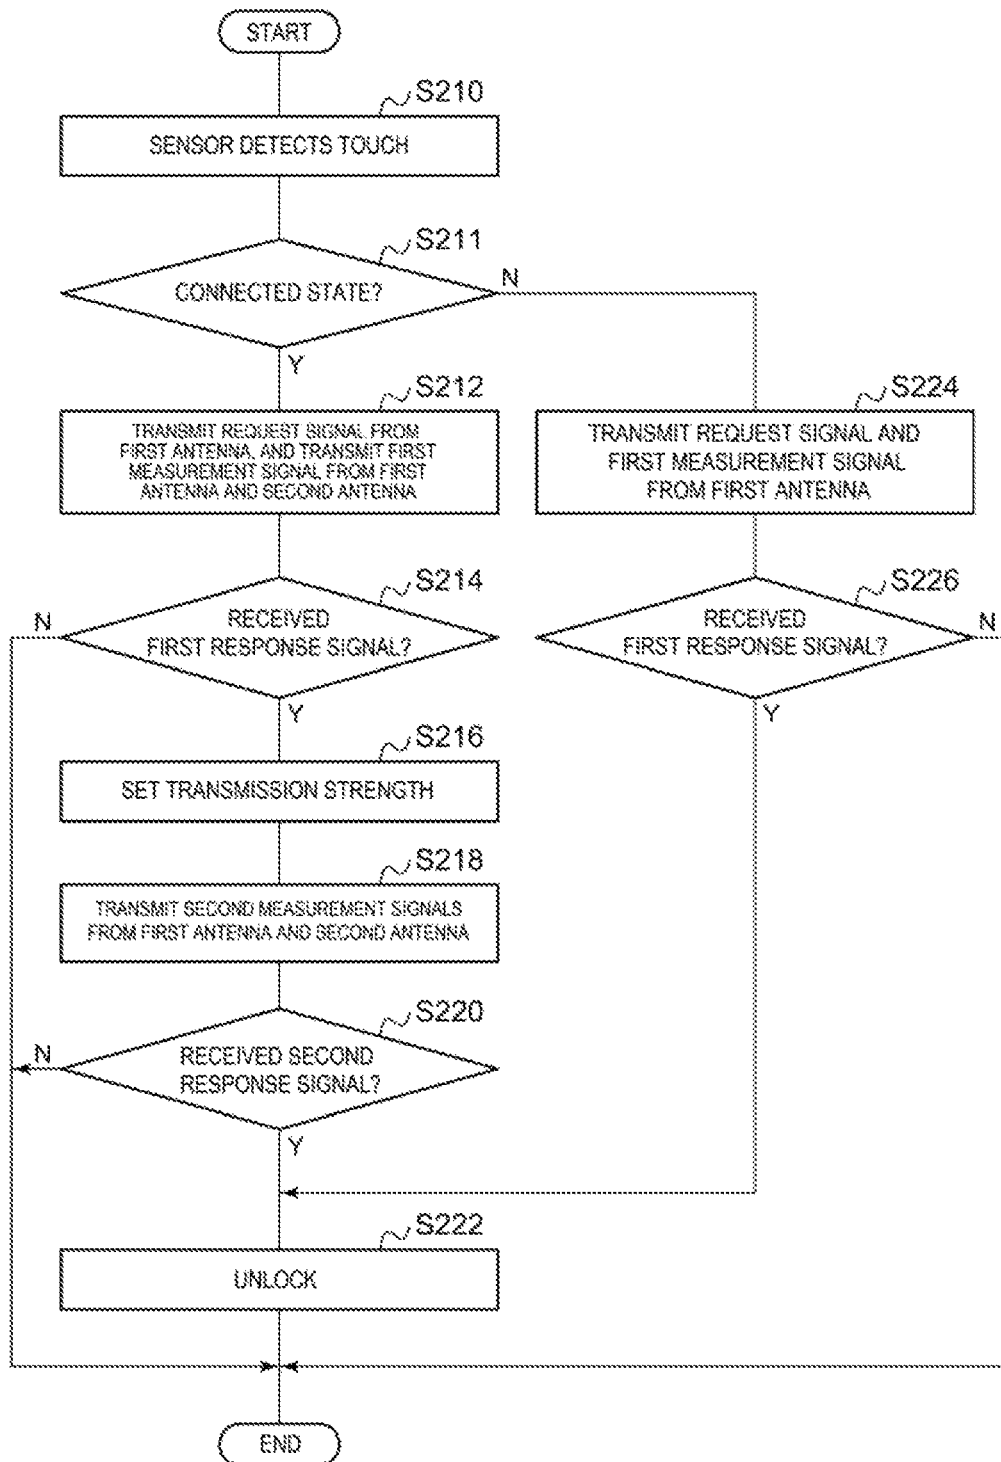 START
S210
SENSOR DETECTS TOUCH
S211
CONNECTED STATE?
N
Y
S212
TRANSMIT REQUEST SIGNAL FROM
FIRST ANTENNA, AND TRANSMIT FIRST
MEASUREMENT SIGNAL FROM FIRST
ANTENNA AND SECOND ANTENNA
S224
TRANSMIT REQUEST SIGNAL AND
FIRST MEASUREMENT SIGNAL
FROM FIRST ANTENNA
S214
N
RECEIVED
FIRST RESPONSE SIGNAL?
Y
S226
RECEIVED
FIRST RESPONSE SIGNAL?
N
Y
S216
SET TRANSMISSION STRENGTH
S218
TRANSMIT SECOND MEASUREMENT SIGNALS
FROM FIRST ANTENNA AND SECOND ANTENNA
S220
N
RECEIVED SECOND
RESPONSE SIGNAL?
Y
S222
UNLOCK
END